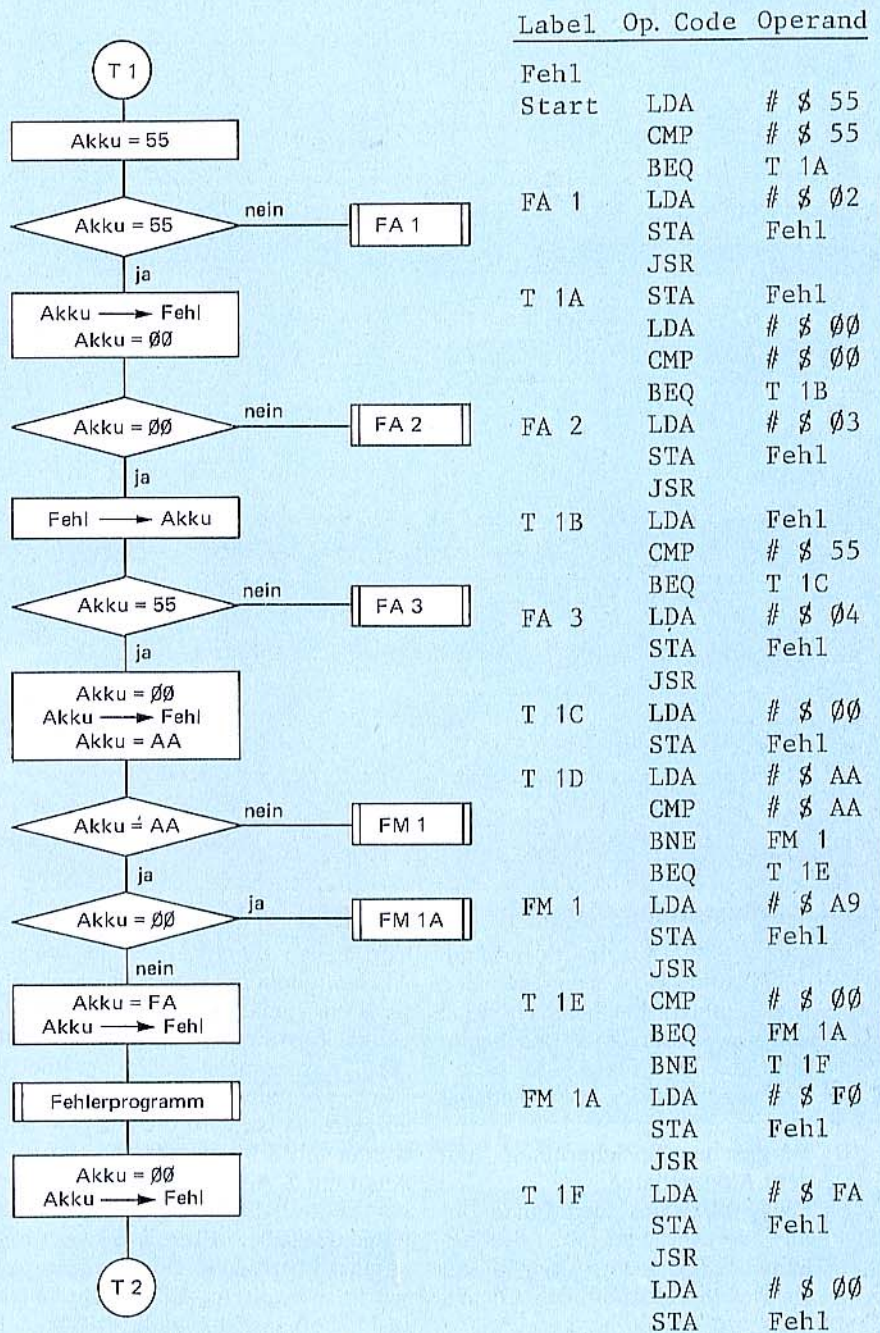 T 1
Akku = 55
Akku = 55
nein
FA 1
ja
Akku → Fehl
Akku = ØØ
Akku = ØØ
nein
FA 2
ja
Fehl → Akku
Akku = 55
nein
FA 3
ja
Akku = ØØ
Akku → Fehl
Akku = AA
Akku = AA
nein
FM 1
ja
Akku = ØØ
ja
FM 1A
nein
Akku = FA
Akku → Fehl
Fehlerprogramm
Akku = ØØ
Akku → Fehl
T 2
Label Op. Code Operand
Fehl
Start LDA # $ 55
CMP # $ 55
BEQ T 1A
FA 1 LDA # $ Ø2
STA Fehl
JSR
T 1A STA Fehl
LDA # $ ØØ
CMP # $ ØØ
BEQ T 1B
FA 2 LDA # $ Ø3
STA Fehl
JSR
T 1B LDA Fehl
CMP # $ 55
BEQ T 1C
FA 3 LDA # $ Ø4
STA Fehl
JSR
T 1C LDA # $ ØØ
STA Fehl
T 1D LDA # $ AA
CMP # $ AA
BNE FM 1
BEQ T 1E
FM 1 LDA # $ A9
STA Fehl
JSR
T 1E CMP # $ ØØ
BEQ FM 1A
BNE T 1F
FM 1A LDA # $ FØ
STA Fehl
JSR
T 1F LDA # $ FA
STA Fehl
JSR
LDA # $ ØØ
STA Fehl